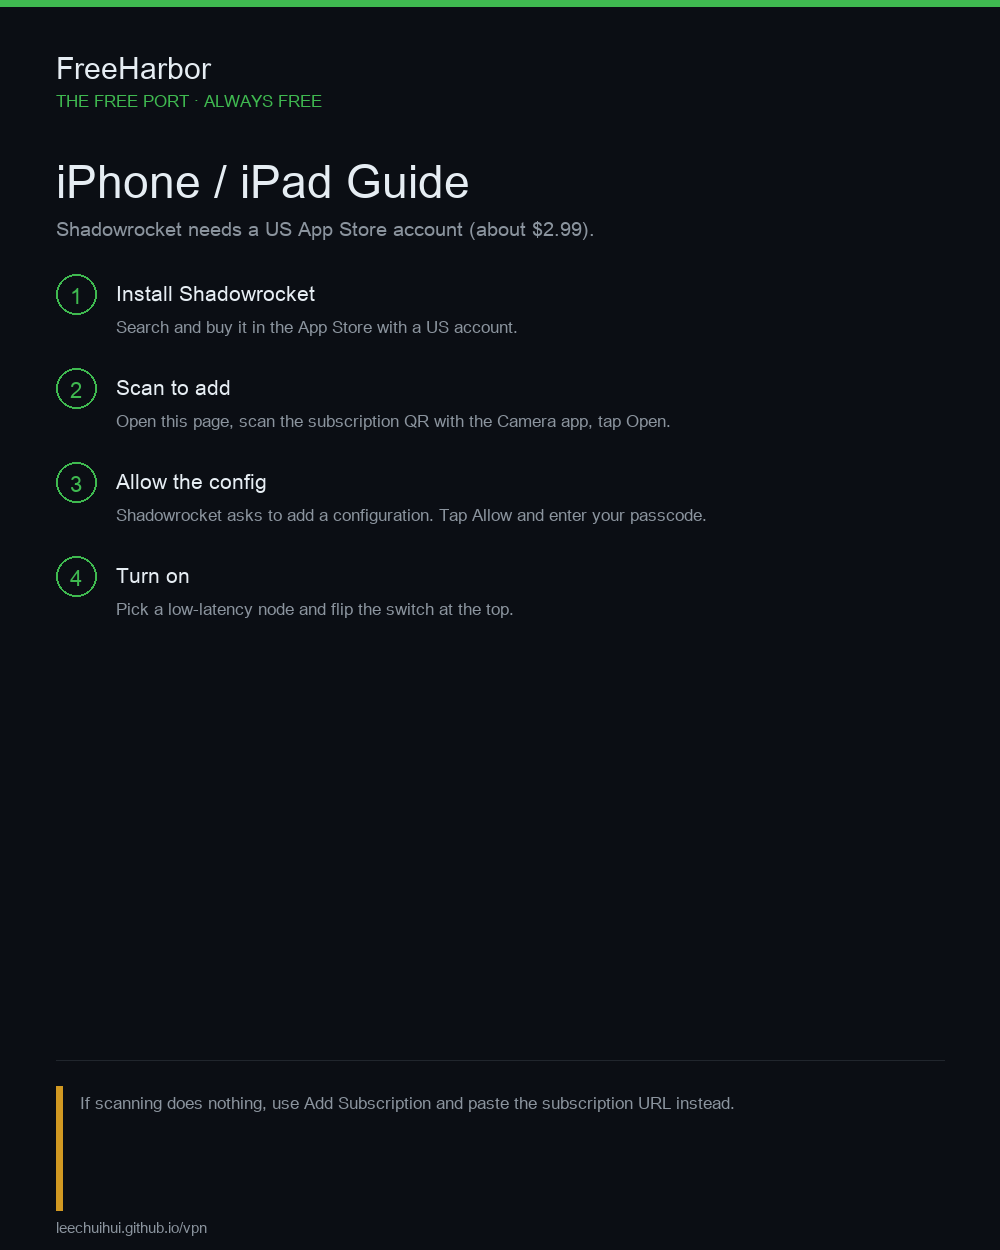 FreeHarbor
THE FREE PORT · ALWAYS FREE
iPhone / iPad Guide
Shadowrocket needs a US App Store account (about $2.99).
1
Install Shadowrocket
Search and buy it in the App Store with a US account.
2
Scan to add
Open this page, scan the subscription QR with the Camera app, tap Open.
3
Allow the config
Shadowrocket asks to add a configuration. Tap Allow and enter your passcode.
4
Turn on
Pick a low-latency node and flip the switch at the top.
If scanning does nothing, use Add Subscription and paste the subscription URL instead.
leechuihui.github.io/vpn